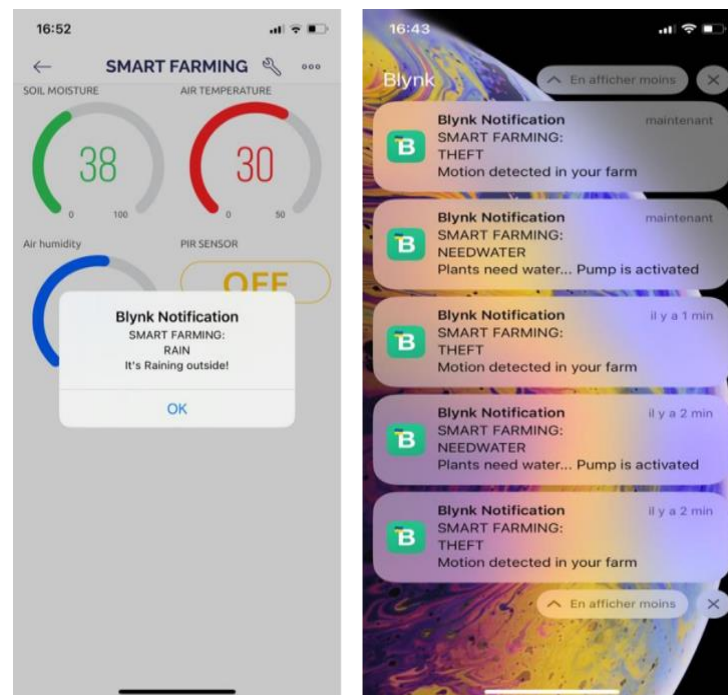 16:52
SMART FARMING
SOIL MOISTURE
AIR TEMPERATURE
38
30
0
100
0
50
Air humidity
PIR SENSOR
OFF
Blynk Notification
SMART FARMING:
RAIN
It's Raining outside!
OK
16:43
Blynk
En afficher moins
Blynk Notification
maintenant
SMART FARMING:
THEFT
Motion detected in your farm
Blynk Notification
maintenant
SMART FARMING:
NEEDWATER
Plants need water... Pump is activated
Blynk Notification
il y a 1 min
SMART FARMING:
THEFT
Motion detected in your farm
Blynk Notification
il y a 2 min
SMART FARMING:
NEEDWATER
Plants need water... Pump is activated
Blynk Notification
il y a 2 min
SMART FARMING:
THEFT
Motion detected in your farm
En afficher moins